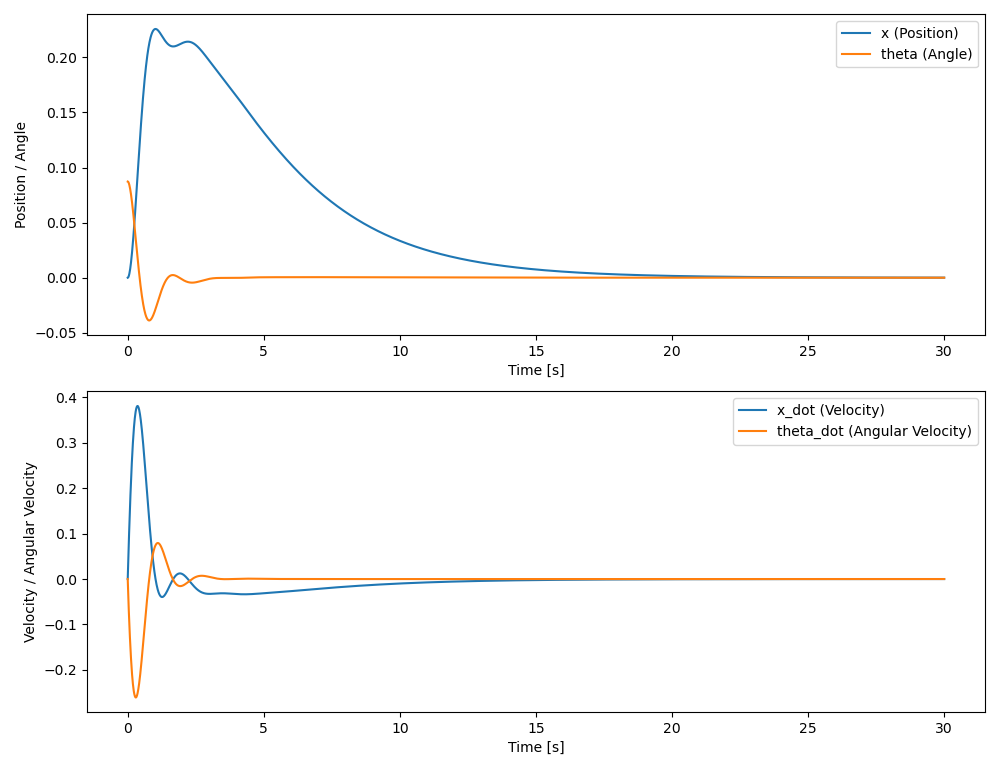 x (Position)
theta (Angle)
Position / Angle
0.20
0.15
0.10
0.05
0.00
−0.05
0 5 10 15 20 25 30
Time [s]
x_dot (Velocity)
theta_dot (Angular Velocity)
Velocity / Angular Velocity
0.4
0.3
0.2
0.1
0.0
−0.1
−0.2
0 5 10 15 20 25 30
Time [s]